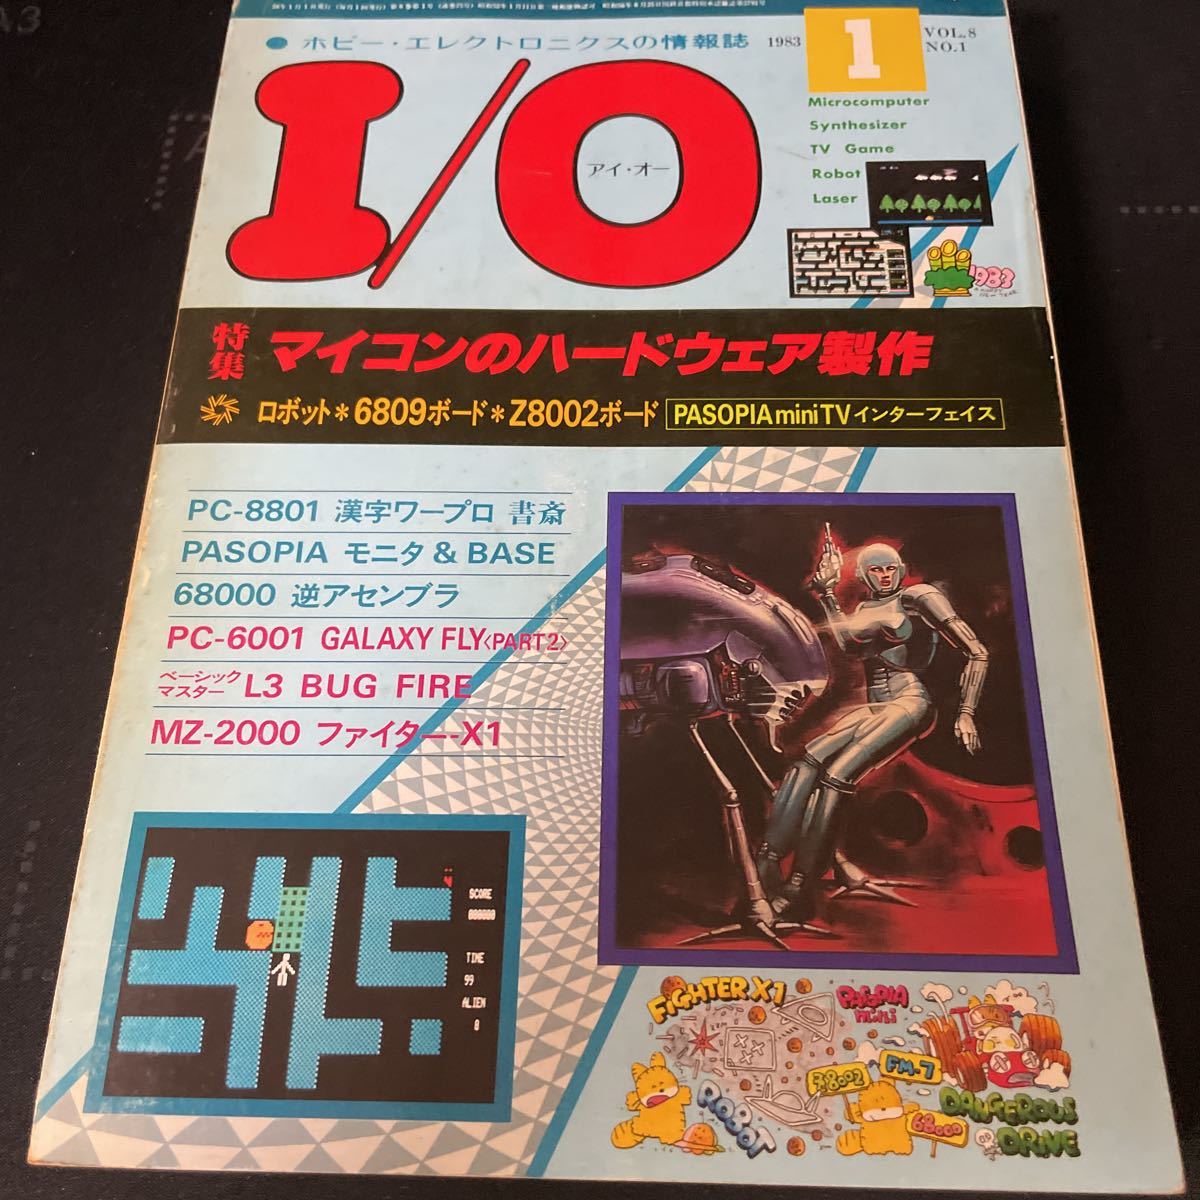 ホビー・エレクトロニクスの情報誌
1983
1
VOL.8
NO.1
I/O
アイ・オー
Microcomputer
Synthesizer
TV Game
Robot
Laser
1983
A HAPPY NEW YEAR
特集 マイコンのハードウェア製作
ロボット*6809ボード*Z8002ボード PASOPIA mini TV インターフェイス
PC-8801 漢字ワープロ 書斎
PASOPIA モニタ & BASE
68000 逆アセンブラ
PC-6001 GALAXY FLY〈PART2〉
ベーシックマスター L3 BUG FIRE
MZ-2000 ファイター-X1
SCORE
000000
TIME
99
ALIEN
0
FiGHTER X1
PASOPIA MiNi
Z8002
FM-7
ROBOT
68000
DANGEROUS
DRIVE